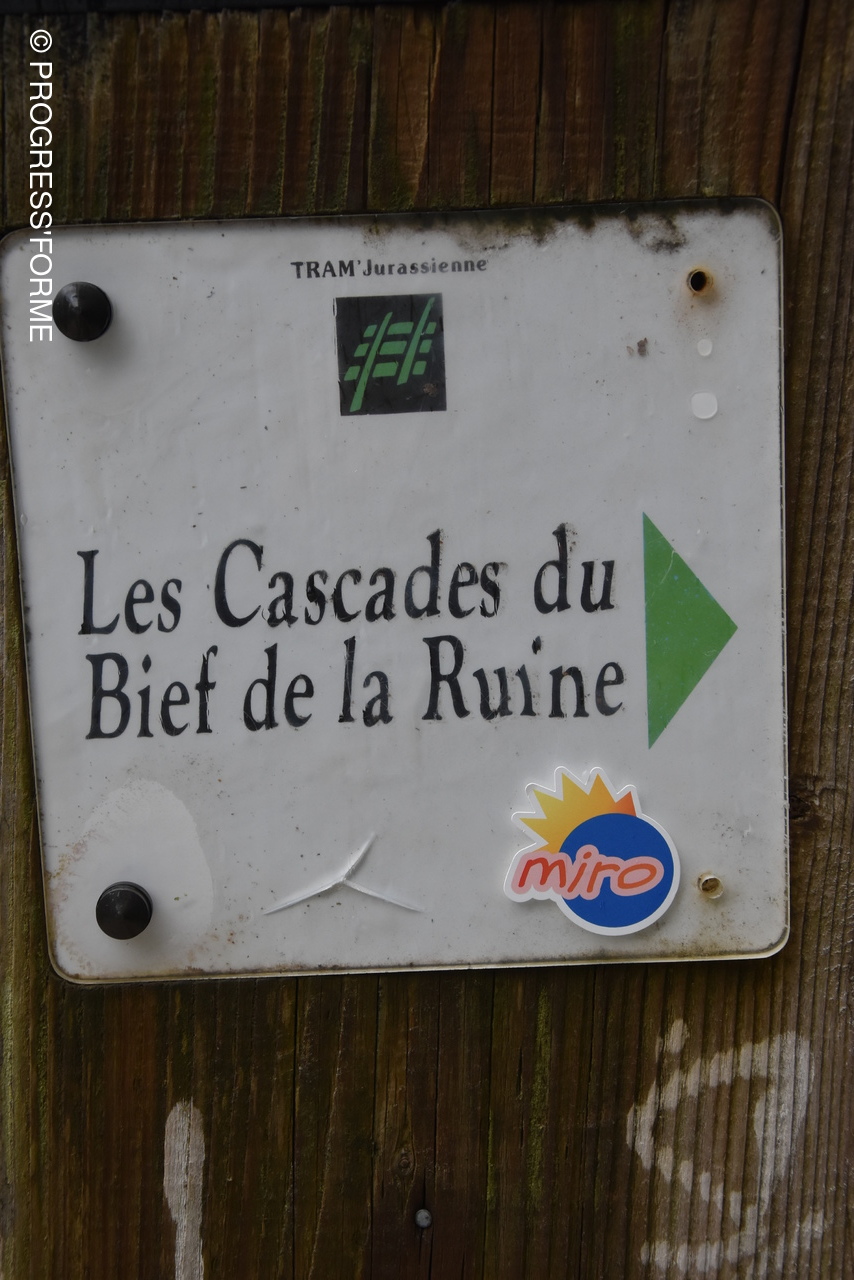 © PROGRESS'FORME
TRAM'Jurassienne
Les Cascades du
Bief de la Ruine
miro